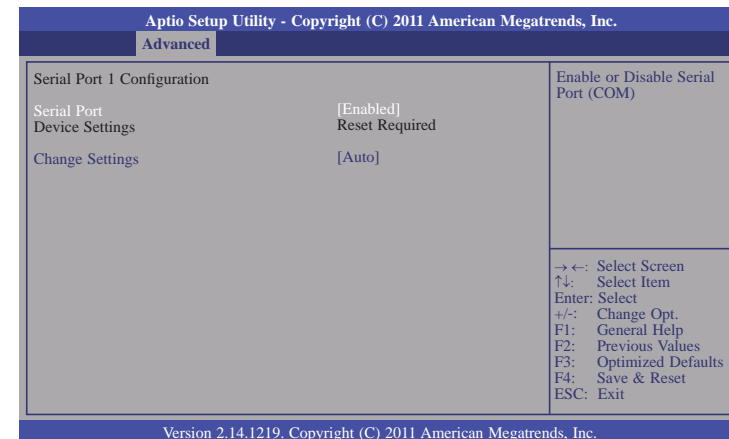 Aptio Setup Utility - Copyright (C) 2011 American Megatrends, Inc.
Advanced
Serial Port 1 Configuration
Serial Port [Enabled]
Device Settings Reset Required
Change Settings [Auto]
Enable or Disable Serial
Port (COM)
→←: Select Screen
↑↓: Select Item
Enter: Select
+/-: Change Opt.
F1: General Help
F2: Previous Values
F3: Optimized Defaults
F4: Save & Reset
ESC: Exit
Version 2.14.1219. Copyright (C) 2011 American Megatrends, Inc.